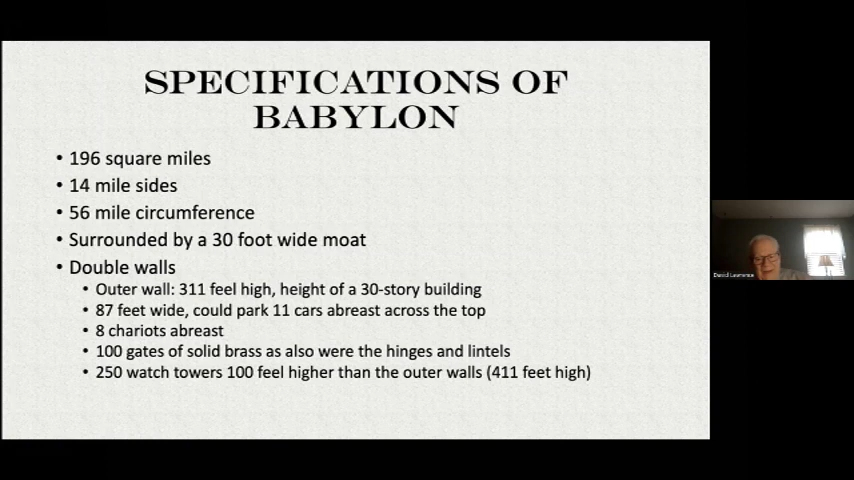 SPECIFICATIONS OF
BABYLON
• 196 square miles
• 14 mile sides
• 56 mile circumference
• Surrounded by a 30 foot wide moat
• Double walls
• Outer wall: 311 feel high, height of a 30-story building
• 87 feet wide, could park 11 cars abreast across the top
• 8 chariots abreast
• 100 gates of solid brass as also were the hinges and lintels
• 250 watch towers 100 feel higher than the outer walls (411 feet high)
David Lawrence